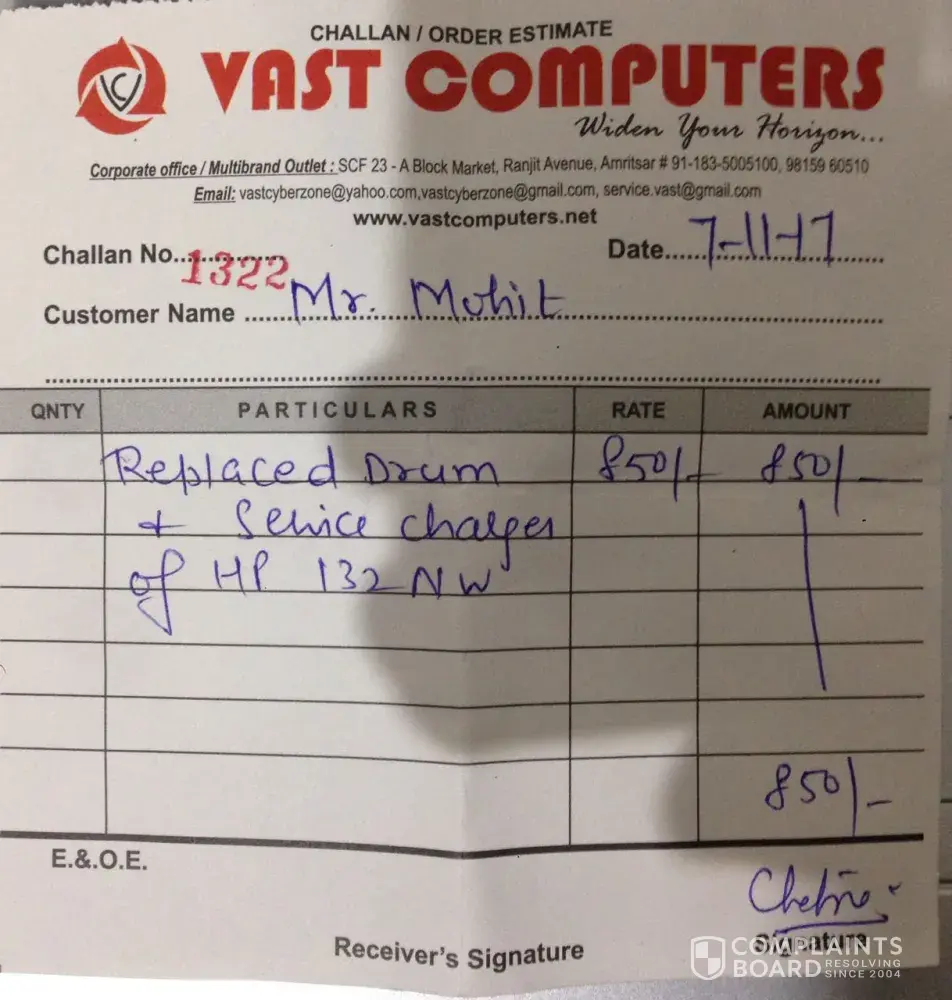 CHALLAN / ORDER ESTIMATE
VAST COMPUTERS
Widen Your Horizon...
Corporate office / Multibrand Outlet : SCF 23 - A Block Market, Ranjit Avenue, Amritsar # 91-183-5005100, 98159 60510
Email: vastcyberzone@yahoo.com,vastcyberzone@gmail.com, service.vast@gmail.com
www.vastcomputers.net
Challan No. 1322 Date 7-11-17
Customer Name Mr. Mohit
QNTY PARTICULARS RATE AMOUNT
Replaced Drum 850/- 850/-
+ Service charges
of HP 132 NW
850/-
E.&.O.E.
Receiver's Signature Signature
COMPLAINTS
BOARD RESOLVING
SINCE 2004